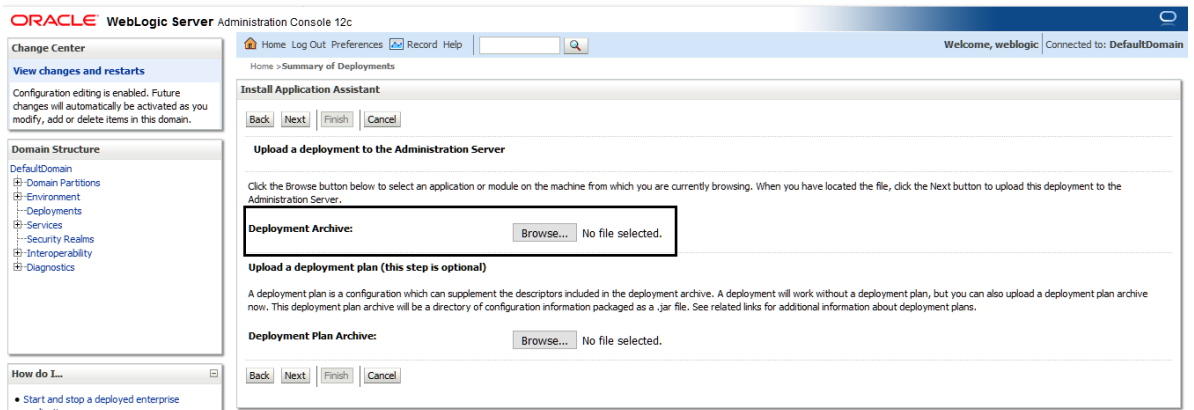 ORACLE WebLogic Server Administration Console 12c
Change Center
View changes and restarts
Configuration editing is enabled. Future
changes will automatically be activated as you
modify, add or delete items in this domain.
Domain Structure
DefaultDomain
Domain Partitions
Environment
Deployments
Services
Security Realms
Interoperability
Diagnostics
How do I...
Start and stop a deployed enterprise
Home Log Out Preferences Record Help
Welcome, weblogic Connected to: DefaultDomain
Home >Summary of Deployments
Install Application Assistant
Back Next Finish Cancel
Upload a deployment to the Administration Server
Click the Browse button below to select an application or module on the machine from which you are currently browsing. When you have located the file, click the Next button to upload this deployment to the
Administration Server.
Deployment Archive: Browse... No file selected.
Upload a deployment plan (this step is optional)
A deployment plan is a configuration which can supplement the descriptors included in the deployment archive. A deployment will work without a deployment plan, but you can also upload a deployment plan archive
now. This deployment plan archive will be a directory of configuration information packaged as a .jar file. See related links for additional information about deployment plans.
Deployment Plan Archive: Browse... No file selected.
Back Next Finish Cancel